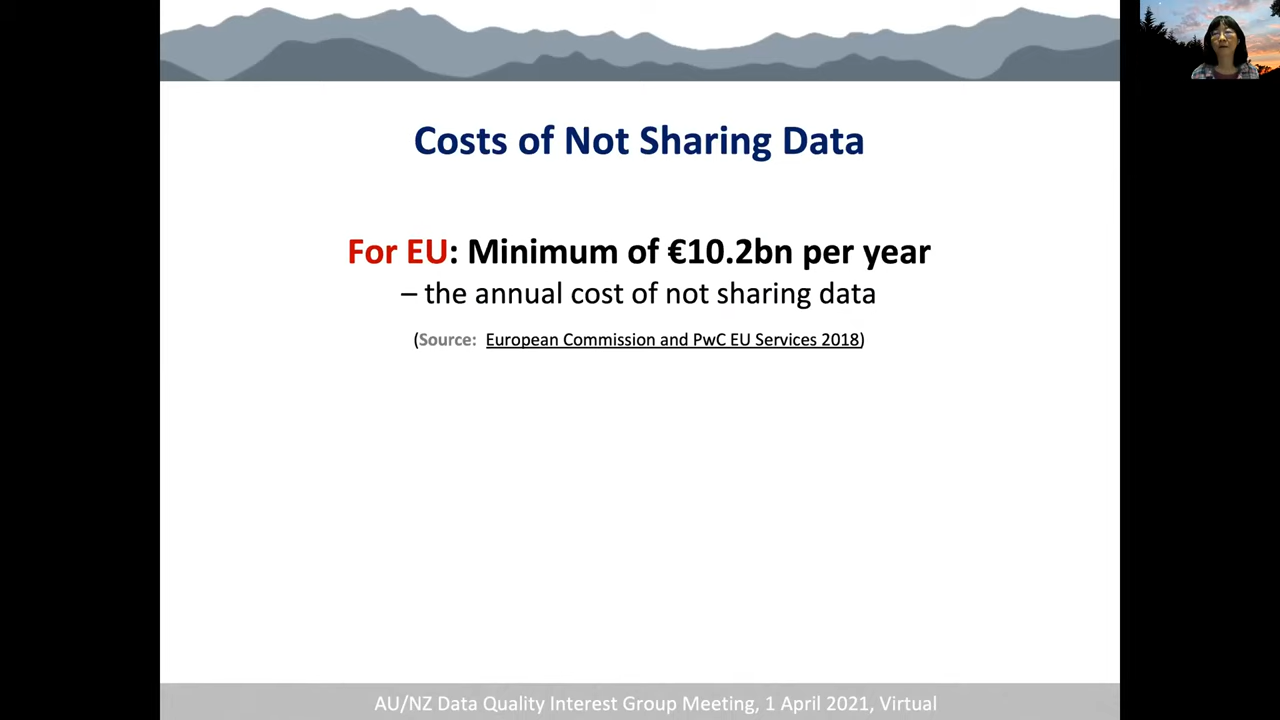 Costs of Not Sharing Data
For EU: Minimum of €10.2bn per year
– the annual cost of not sharing data
(Source: European Commission and PwC EU Services 2018)
AU/NZ Data Quality Interest Group Meeting, 1 April 2021, Virtual